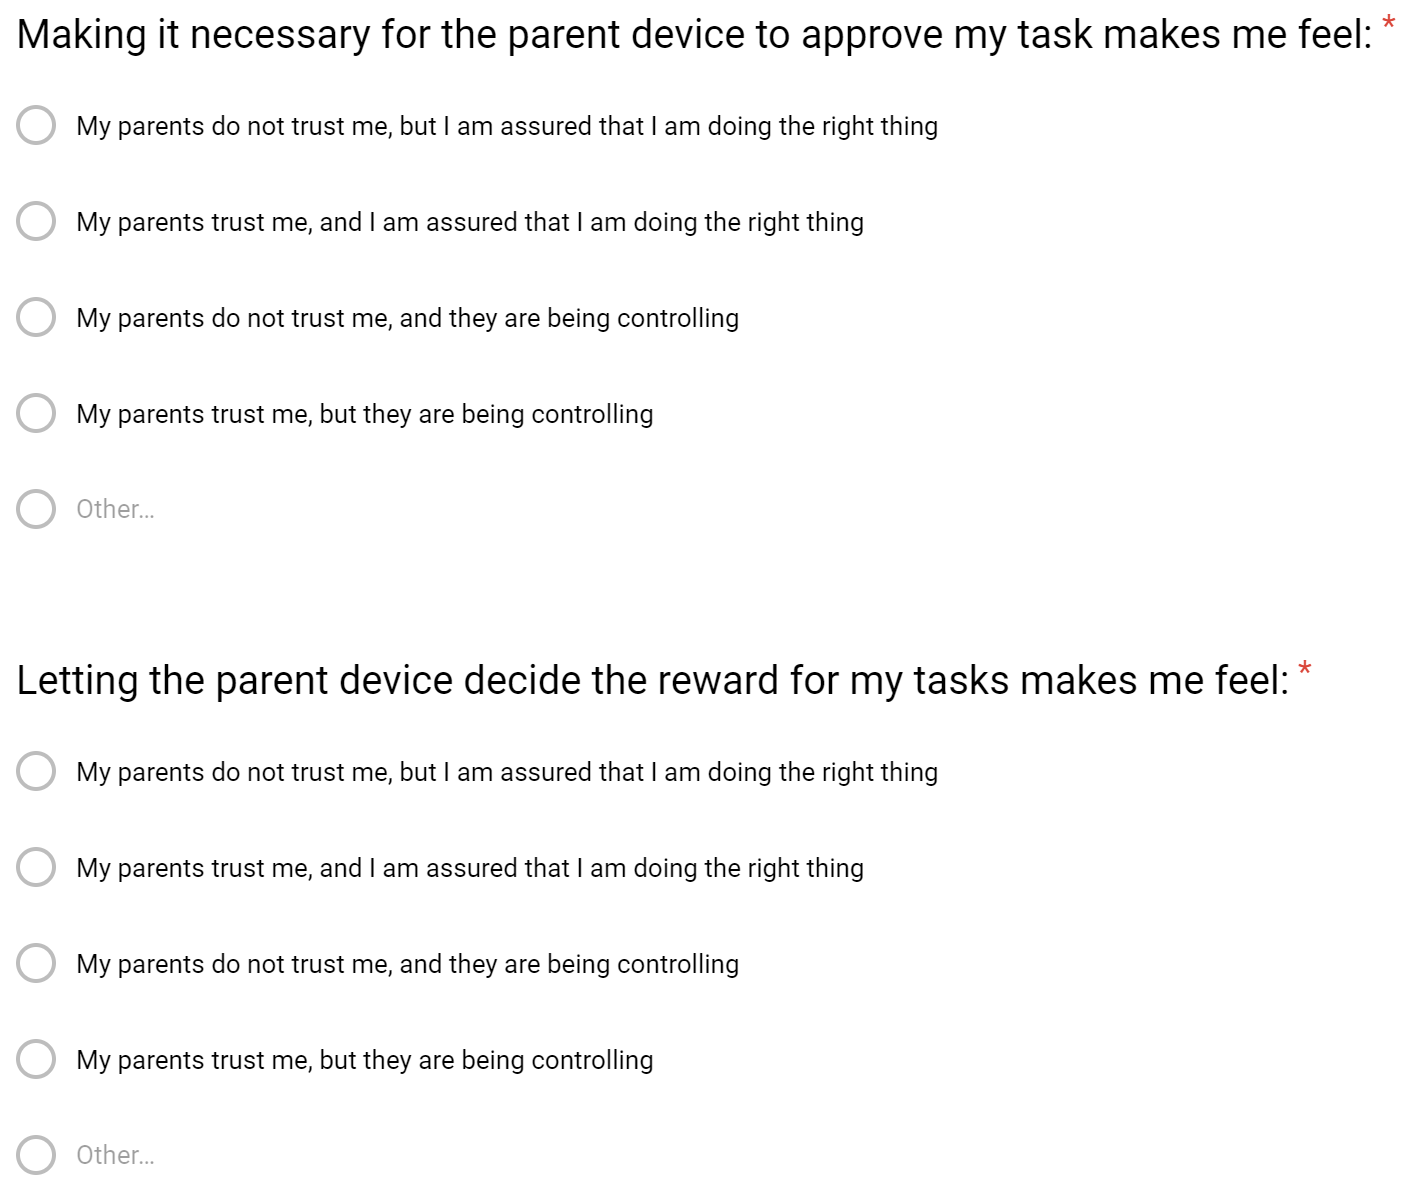 Making it necessary for the parent device to approve my task makes me feel: *
My parents do not trust me, but I am assured that I am doing the right thing
My parents trust me, and I am assured that I am doing the right thing
My parents do not trust me, and they are being controlling
My parents trust me, but they are being controlling
Other...
Letting the parent device decide the reward for my tasks makes me feel: *
My parents do not trust me, but I am assured that I am doing the right thing
My parents trust me, and I am assured that I am doing the right thing
My parents do not trust me, and they are being controlling
My parents trust me, but they are being controlling
Other...